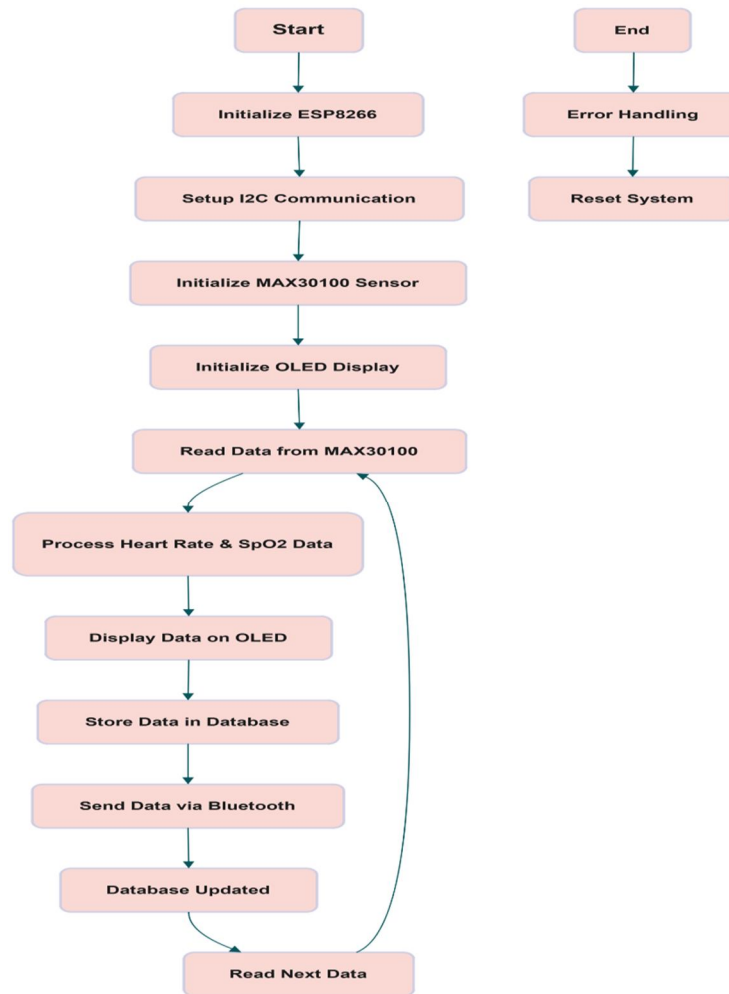 Start
Initialize ESP8266
Setup I2C Communication
Initialize MAX30100 Sensor
Initialize OLED Display
Read Data from MAX30100
Process Heart Rate & SpO2 Data
Display Data on OLED
Store Data in Database
Send Data via Bluetooth
Database Updated
Read Next Data
End
Error Handling
Reset System